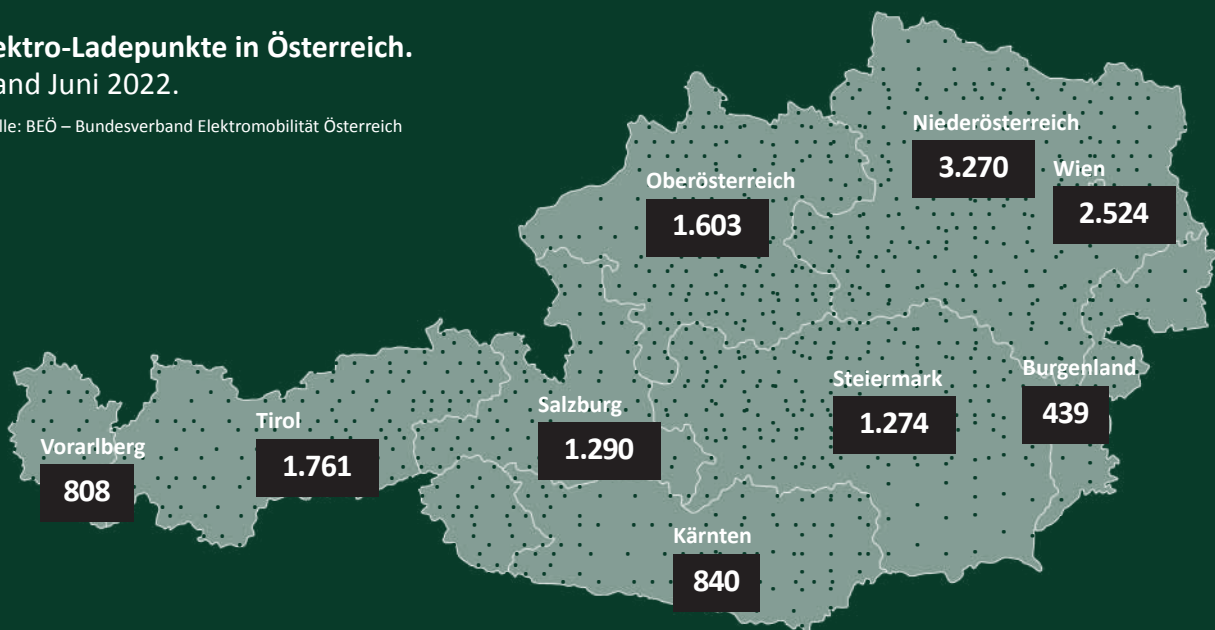 ektro-Ladepunkte in Österreich.
and Juni 2022.
lle: BEÖ – Bundesverband Elektromobilität Österreich
Niederösterreich
3.270
Wien
2.524
Oberösterreich
1.603
Burgenland
439
Steiermark
1.274
Salzburg
1.290
Tirol
1.761
Vorarlberg
808
Kärnten
840